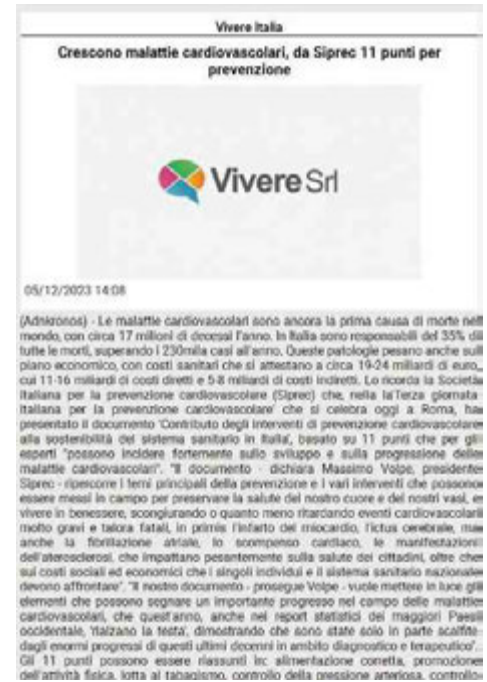 Vivere Italia
Crescono malattie cardiovascolari, da Siprec 11 punti per
prevenzione
Vivere Srl
05/12/2023 14:08
(Adnkronos) - Le malattie cardiovascolari sono ancora la prima causa di morte nel
mondo, con circa 17 milioni di decessi l'anno. In Italia sono responsabili del 35% di
tutte le morti, superando i 230mila casi all'anno. Queste patologie pesano anche sul
piano economico, con costi sanitari che si attestano a circa 19-24 miliardi di euro,
cui 11-16 miliardi di costi diretti e 5-8 miliardi di costi indiretti. Lo ricorda la Società
italiana per la prevenzione cardiovascolare (Siprec) che, nella la'Terza giornata
italiana per la prevenzione cardiovascolare' che si celebra oggi a Roma, ha
presentato il documento 'Contributo degli interventi di prevenzione cardiovascolare
alla sostenibilità del sistema sanitario in Italia', basato su 11 punti che per gli
esperti "possono incidere fortemente sullo sviluppo e sulla progressione delle
malattie cardiovascolari". "Il documento - dichiara Massimo Volpe, presidente
Siprec - ripercorre i temi principali della prevenzione e i vari interventi che possono
essere messi in campo per preservare la salute del nostro cuore e dei nostri vasi, e
vivere in benessere, scongiurando o quanto meno ritardando eventi cardiovascolari
molto gravi e talora fatali, in primis l'infarto del miocardio, l'ictus cerebrale, ma
anche la fibrillazione atriale, lo scompenso cardiaco, le manifestazioni
dell'aterosclerosi, che impattano pesantemente sulla salute dei cittadini, oltre che
sui costi sociali ed economici che i singoli individui e il sistema sanitario nazionale
devono affrontare". "Il nostro documento - prosegue Volpe - vuole mettere in luce gli
elementi che possono segnare un importante progresso nel campo delle malattie
cardiovascolari, che quest'anno, anche nei report statistici dei maggiori Paesi
occidentale, 'rialzano la testa', dimostrando che sono state solo in parte scalfite
dagli enormi progressi di questi ultimi decenni in ambito diagnostico e terapeutico".
Gli 11 punti possono essere riassunti in: alimentazione corretta, promozione
dell'attività fisica, lotta al tabagismo, controllo della pressione arteriosa, controllo